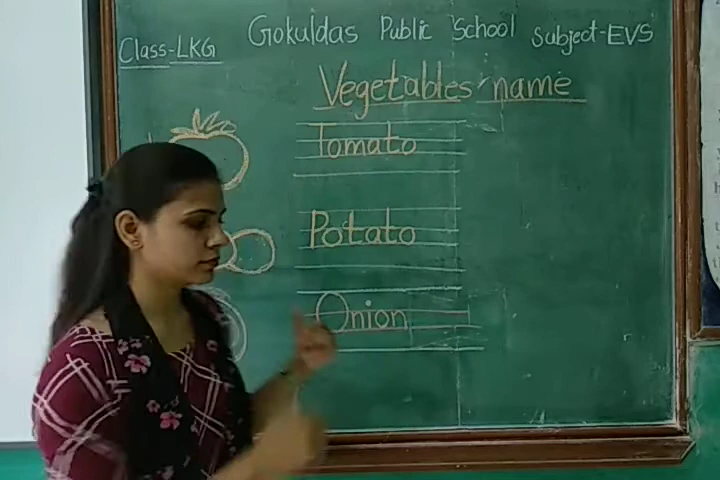 Class-LKG Gokuldas Public School Subject-EVS
Vegetables name
Tomato
Potato
Onion